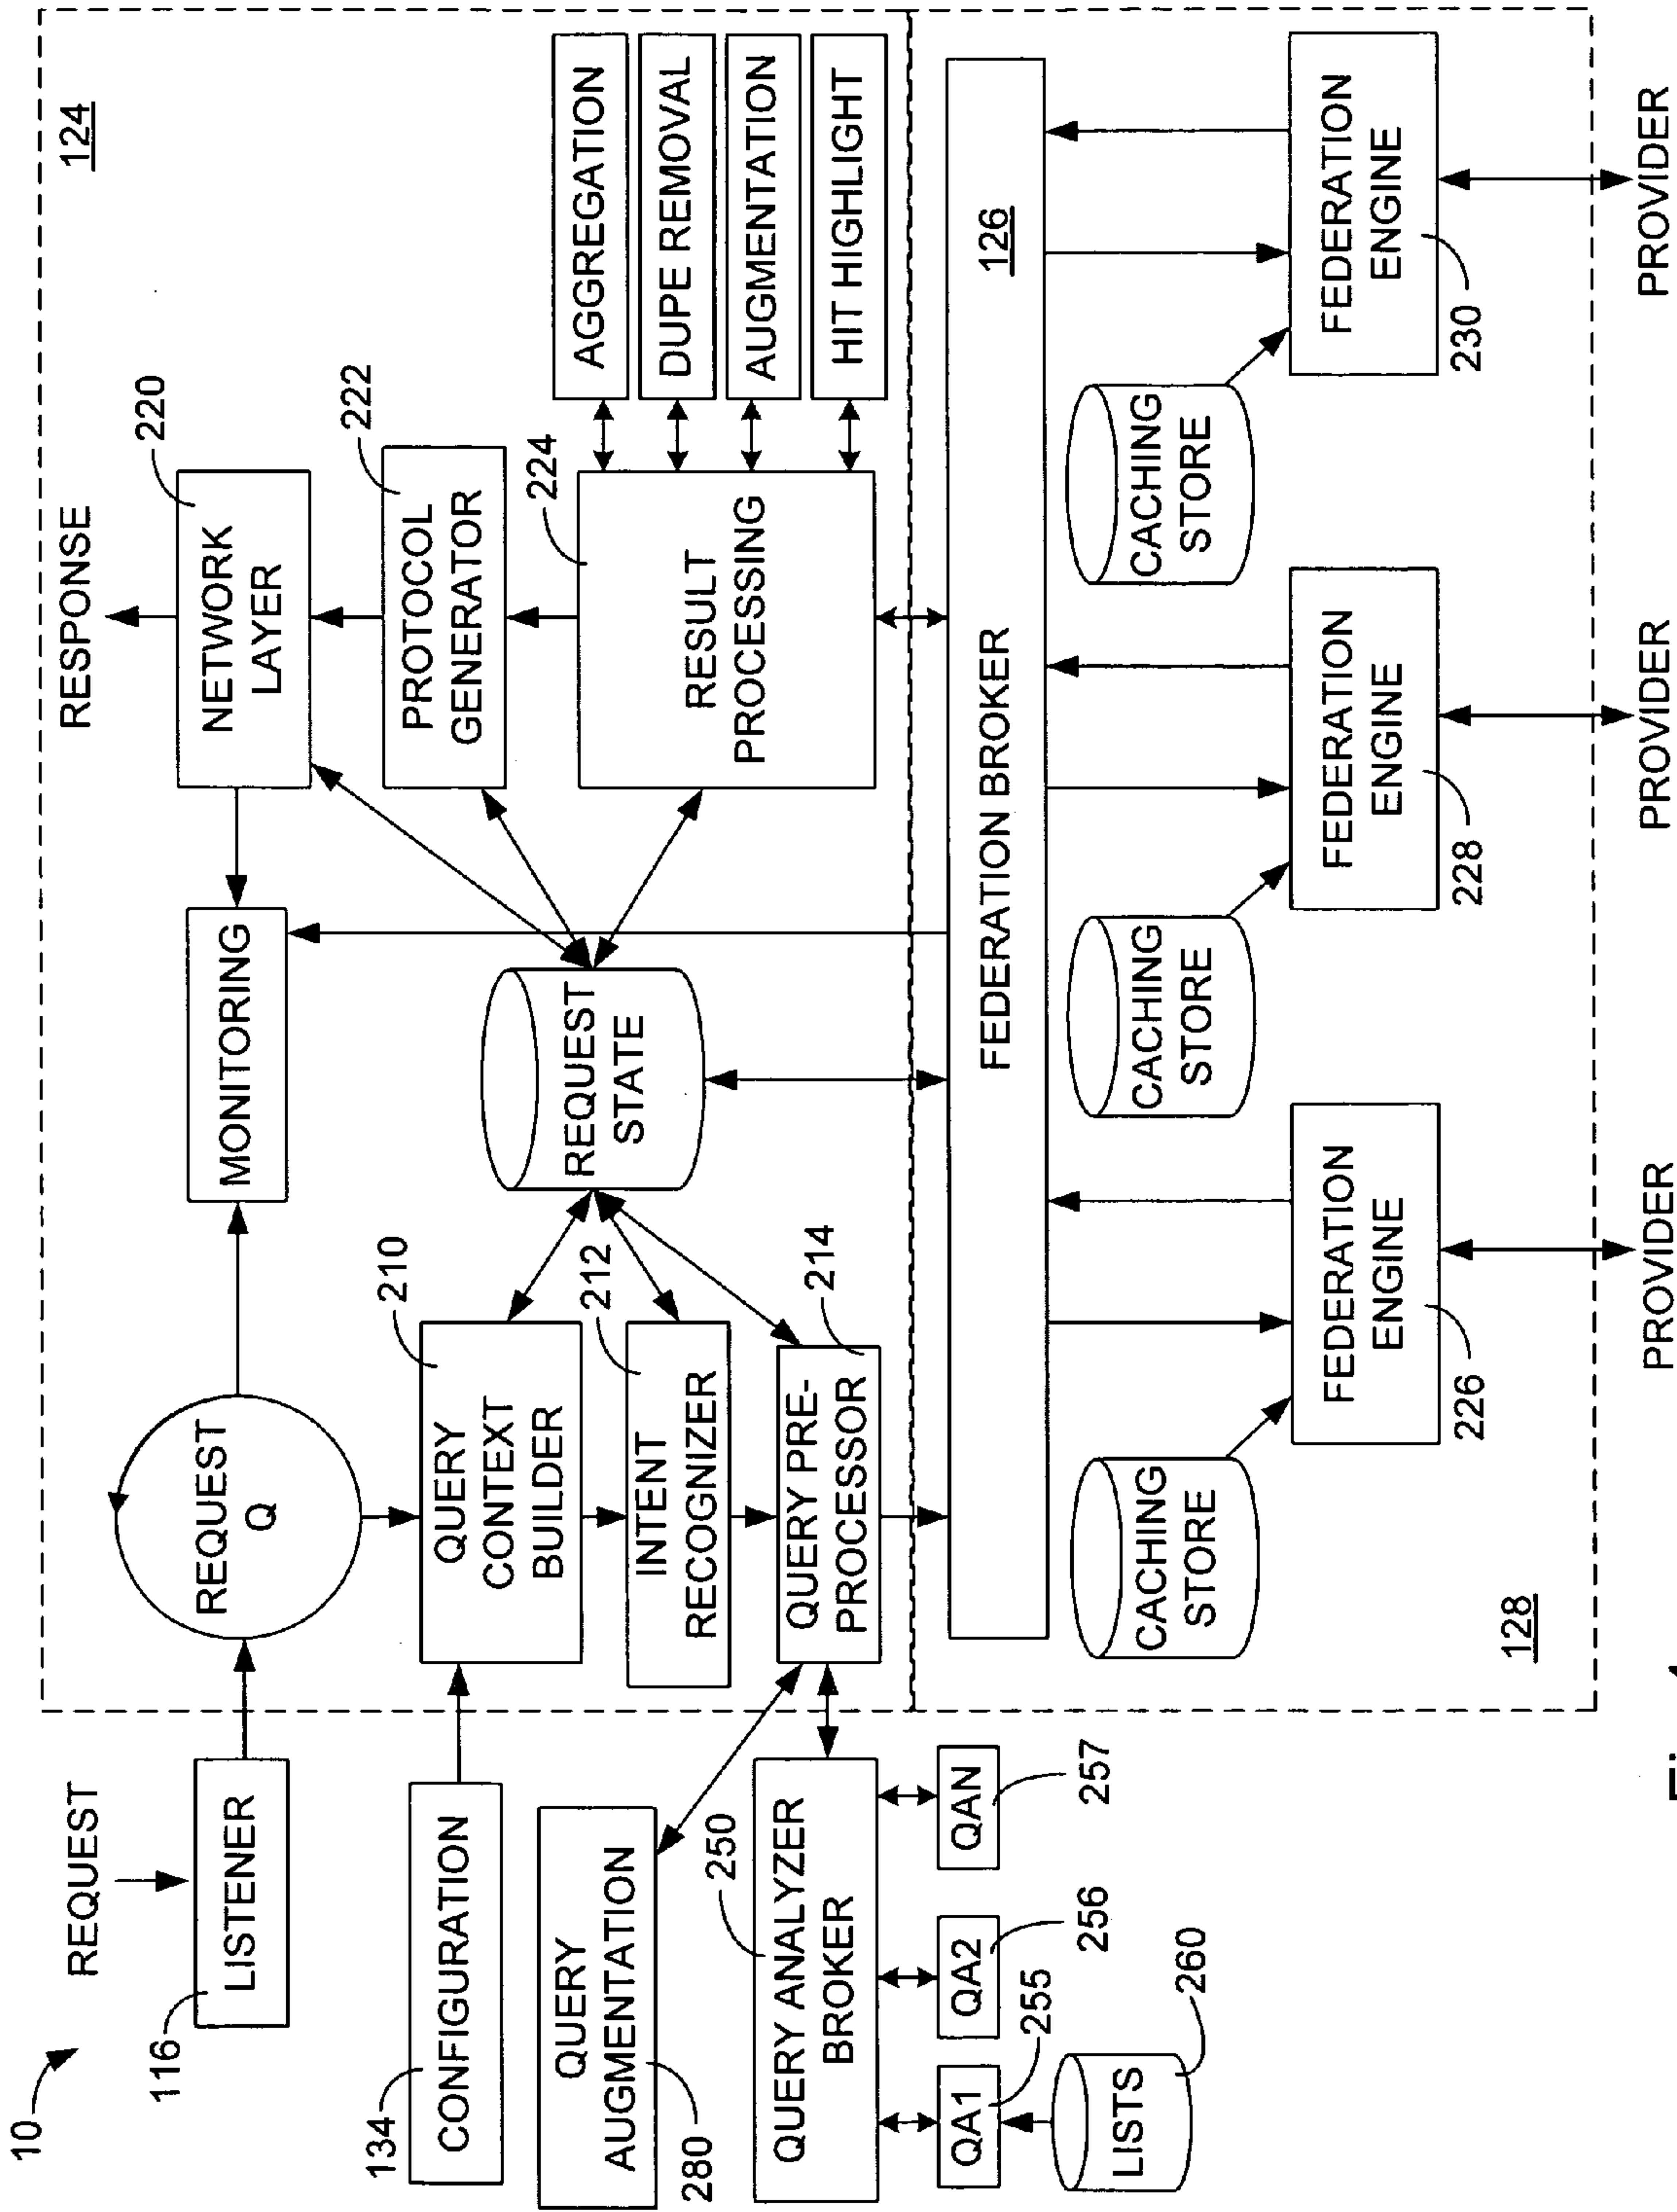 10
REQUEST
RESPONSE
116
LISTENER
REQUEST
Q
MONITORING
NETWORK
LAYER
220
124
134
CONFIGURATION
QUERY
CONTEXT
BUILDER
210
PROTOCOL
GENERATOR
222
QUERY
AUGMENTATION
280
INTENT
RECOGNIZER
212
REQUEST
STATE
RESULT
PROCESSING
224
AGGREGATION
DUPE REMOVAL
AUGMENTATION
HIT HIGHLIGHT
QUERY ANALYZER
BROKER
250
QUERY PRE-
PROCESSOR
214
QA1
255
QA2
256
QAN
257
LISTS
260
FEDERATION BROKER
126
CACHING
STORE
CACHING
STORE
CACHING
STORE
FEDERATION
ENGINE
226
FEDERATION
ENGINE
228
FEDERATION
ENGINE
230
128
PROVIDER
PROVIDER
PROVIDER